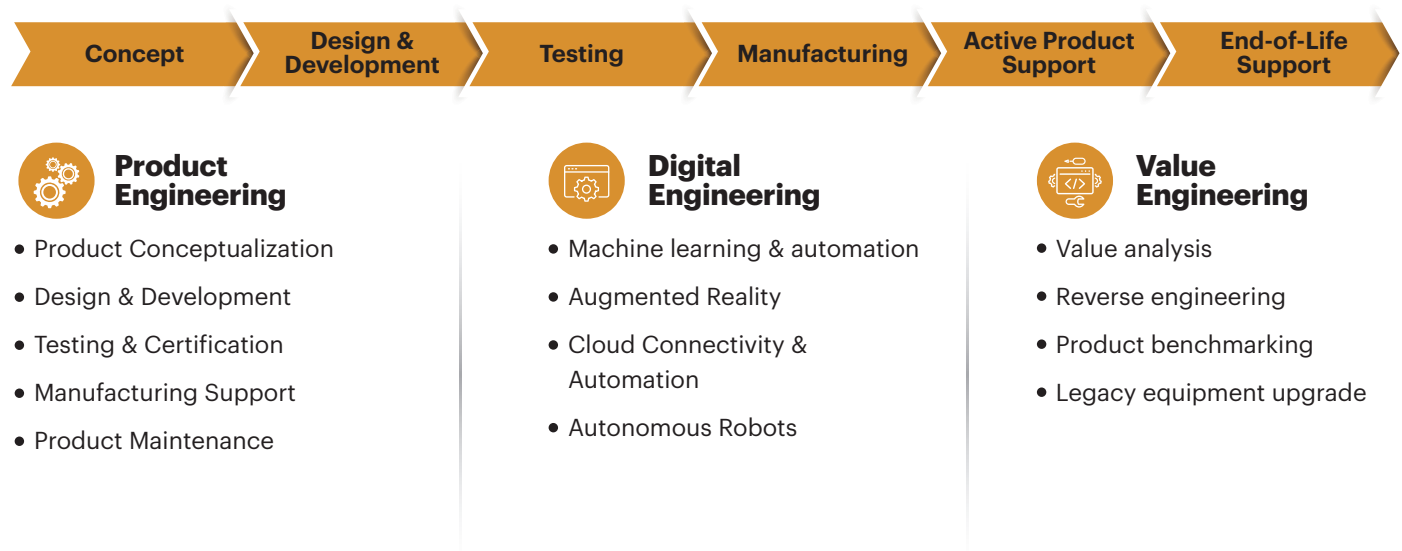 Concept
Design &
Development
Testing
Manufacturing
Active Product
Support
End-of-Life
Support
Product
Engineering
• Product Conceptualization
• Design & Development
• Testing & Certification
• Manufacturing Support
• Product Maintenance
Digital
Engineering
• Machine learning & automation
• Augmented Reality
• Cloud Connectivity &
Automation
• Autonomous Robots
</>
Value
Engineering
• Value analysis
• Reverse engineering
• Product benchmarking
• Legacy equipment upgrade